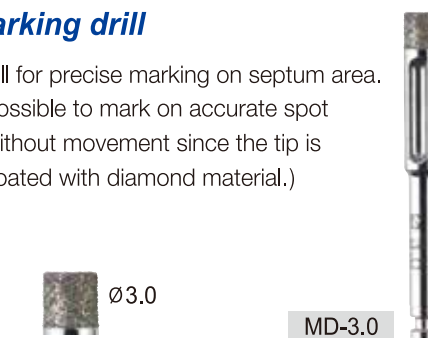 arking drill
ll for precise marking on septum area.
ossible to mark on accurate spot
ithout movement since the tip is
oated with diamond material.)
Ø3.0
MD-3.0